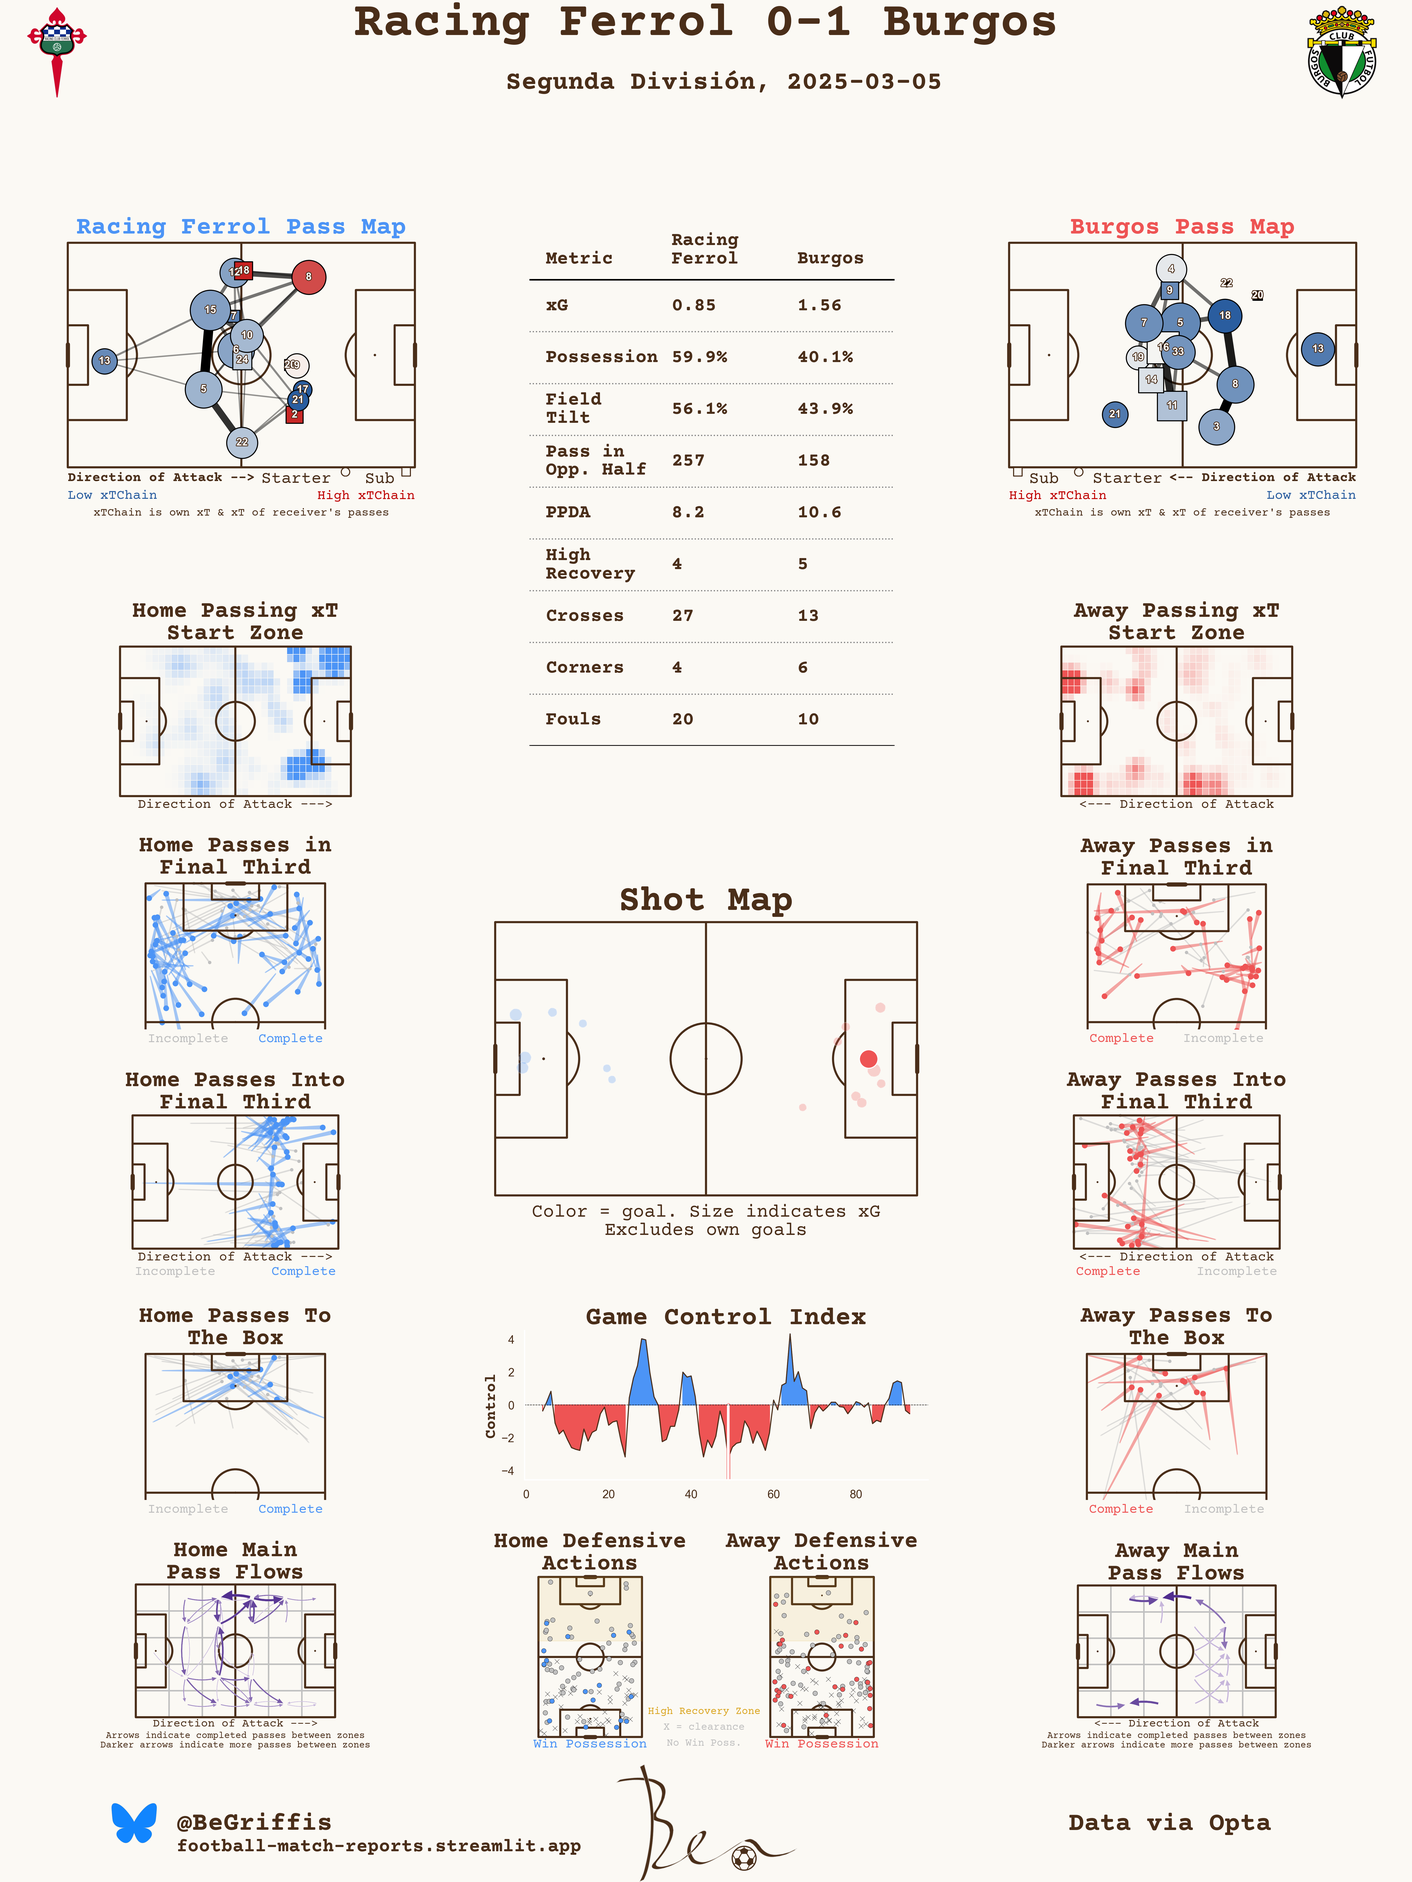 Racing Ferrol 0-1 Burgos
Segunda División, 2025-03-05
CLUB
BURGOS
FUTBOL
Racing Ferrol Pass Map
12
18
8
15
7
10
6
24
13
20
9
5
17
21
2
22
Direction of Attack --> Starter Sub
Low xTChain High xTChain
xTChain is own xT & xT of receiver's passes
Metric Racing Ferrol Burgos
xG 0.85 1.56
Possession 59.9% 40.1%
Field Tilt 56.1% 43.9%
Pass in Opp. Half 257 158
PPDA 8.2 10.6
High Recovery 4 5
Crosses 27 13
Corners 4 6
Fouls 20 10
Burgos Pass Map
4
9
22
20
7
5
18
16
33
19
13
14
8
11
21
3
Sub Starter <-- Direction of Attack
High xTChain Low xTChain
xTChain is own xT & xT of receiver's passes
Home Passing xT
Start Zone
Direction of Attack --->
Away Passing xT
Start Zone
<--- Direction of Attack
Home Passes in
Final Third
Incomplete Complete
Away Passes in
Final Third
Complete Incomplete
Shot Map
Color = goal. Size indicates xG
Excludes own goals
Home Passes Into
Final Third
Direction of Attack --->
Incomplete Complete
Away Passes Into
Final Third
<--- Direction of Attack
Complete Incomplete
Home Passes To
The Box
Incomplete Complete
Game Control Index
Control
4
2
0
−2
−4
0 20 40 60 80
Away Passes To
The Box
Complete Incomplete
Home Main
Pass Flows
Direction of Attack --->
Arrows indicate completed passes between zones
Darker arrows indicate more passes between zones
Home Defensive
Actions
Win Possession
Away Defensive
Actions
Win Possession
High Recovery Zone
X = clearance
No Win Poss.
Away Main
Pass Flows
<--- Direction of Attack
Arrows indicate completed passes between zones
Darker arrows indicate more passes between zones
@BeGriffis
football-match-reports.streamlit.app
Ben
Data via Opta